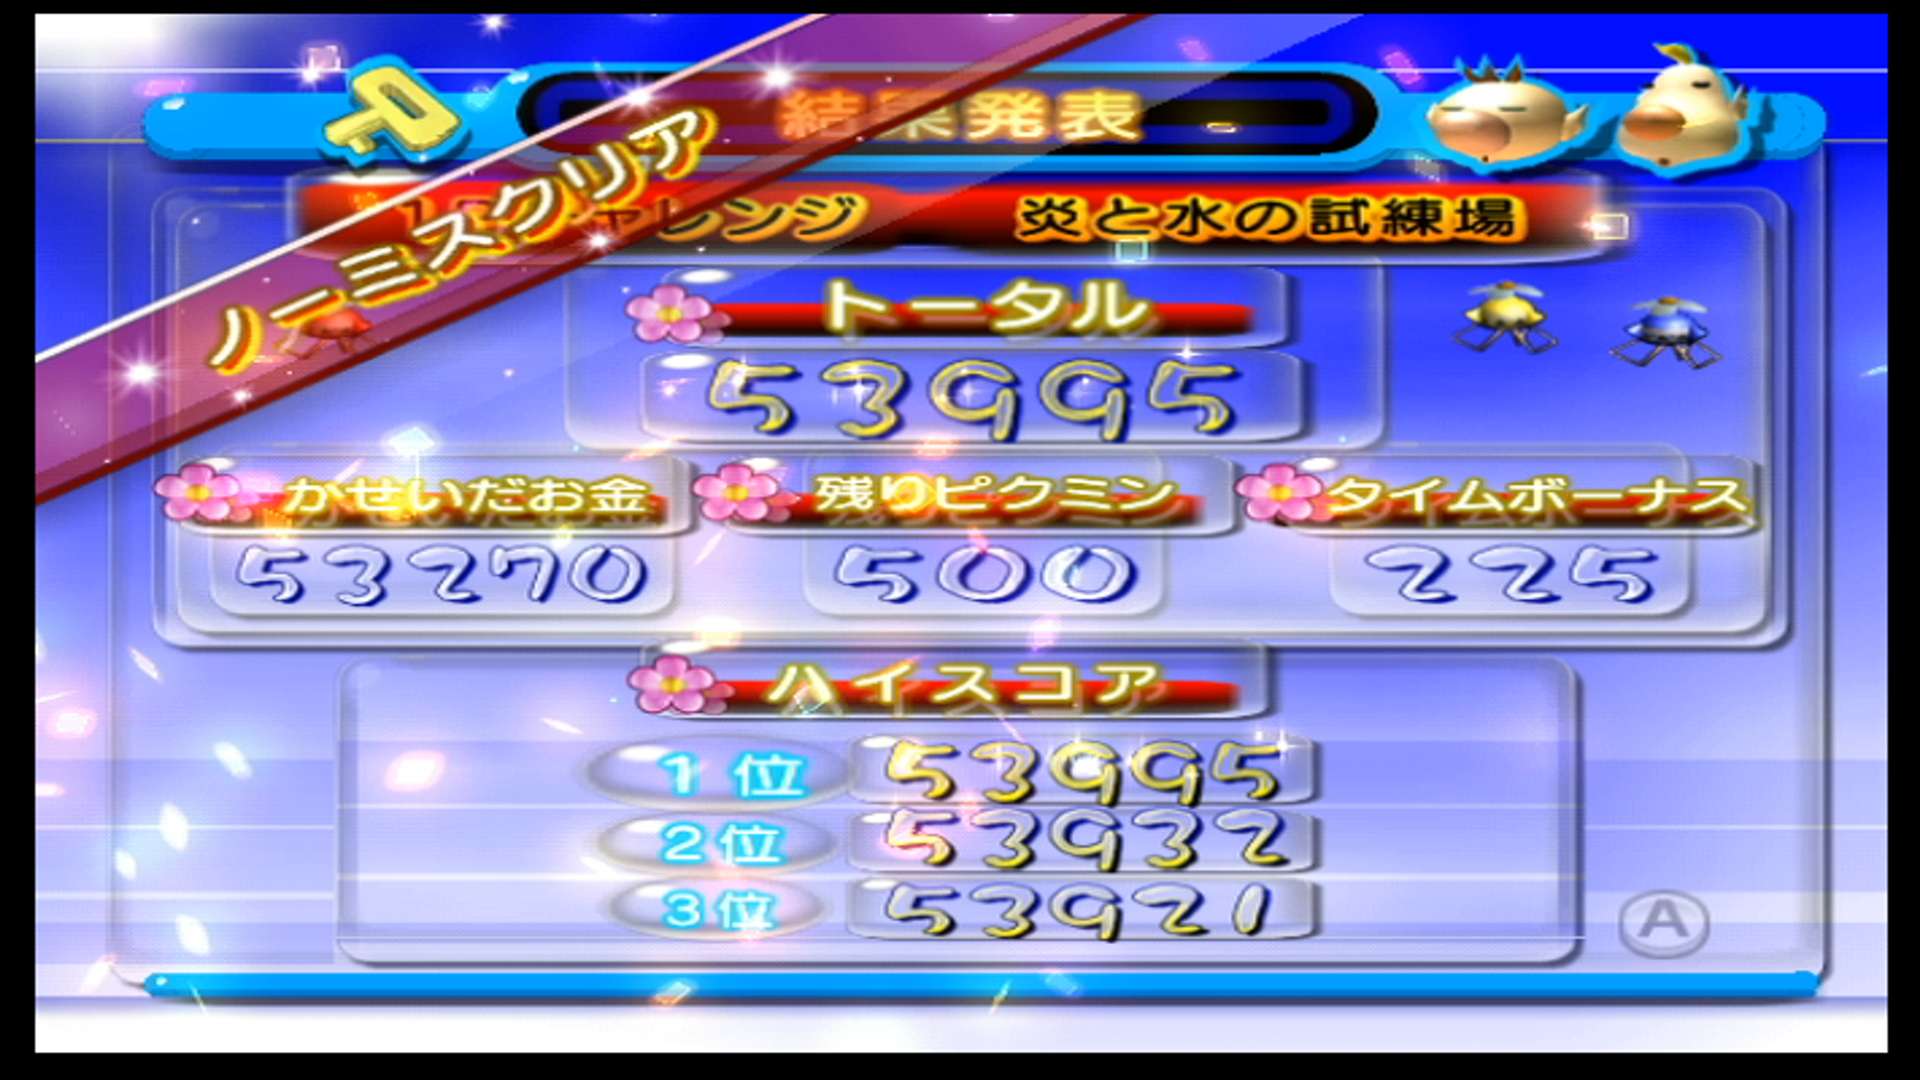 結果発表
ノーミスクリア
チャレンジ 炎と水の試練場
トータル
53995
かせいだお金 残りピクミン タイムボーナス
53270 500 225
ハイスコア
1位 53995
2位 53932
3位 53921
A